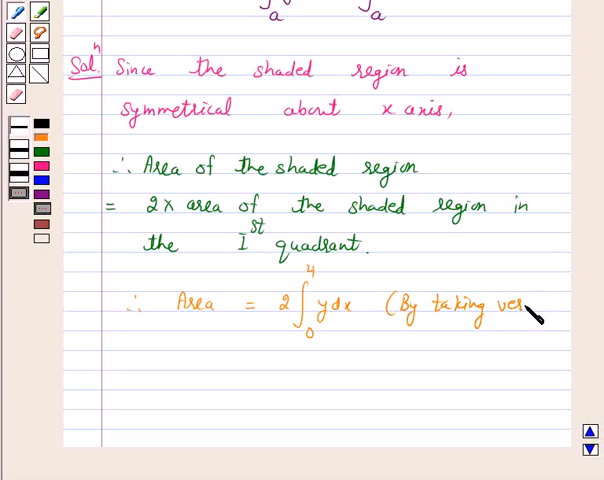 ∫a ∫a
Solⁿ. Since the shaded region is
symmetrical about x axis,
∴ Area of the shaded region
= 2 × area of the shaded region in
the Iˢᵗ quadrant.
∴ Area = 2 ∫₀⁴ y dx (By taking ver